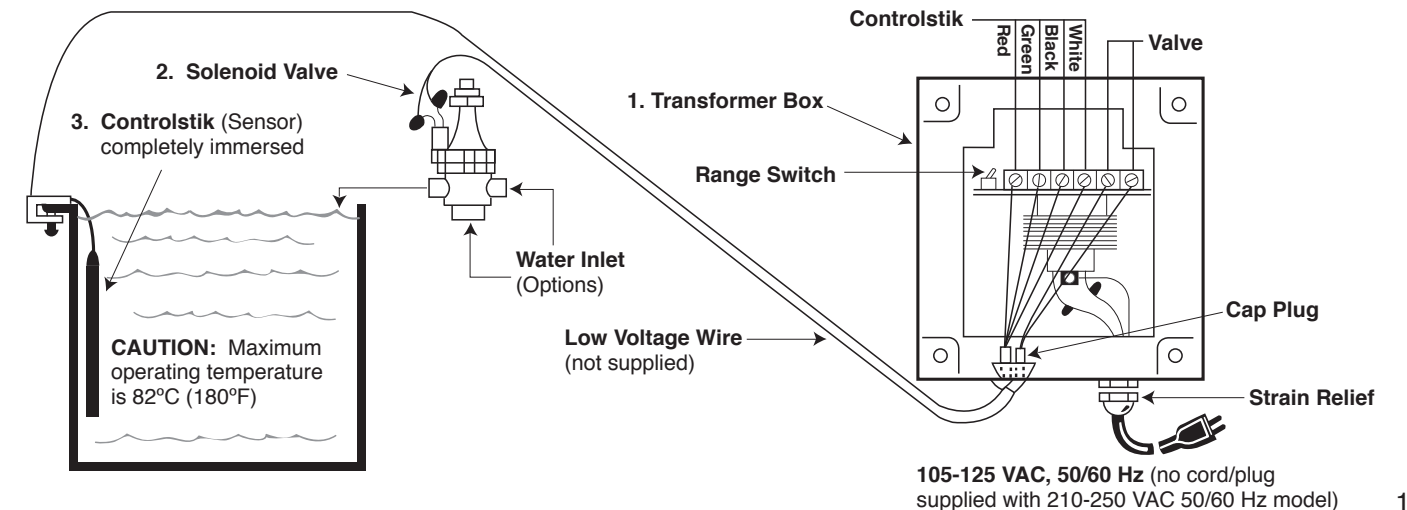 Controlstik
Red
Green
Black
White
Valve
2. Solenoid Valve
1. Transformer Box
3. Controlstik (Sensor)
completely immersed
Range Switch
Water Inlet
(Options)
Cap Plug
Low Voltage Wire
(not supplied)
CAUTION: Maximum
operating temperature
is 82ºC (180ºF)
Strain Relief
105-125 VAC, 50/60 Hz (no cord/plug
supplied with 210-250 VAC 50/60 Hz model)
1